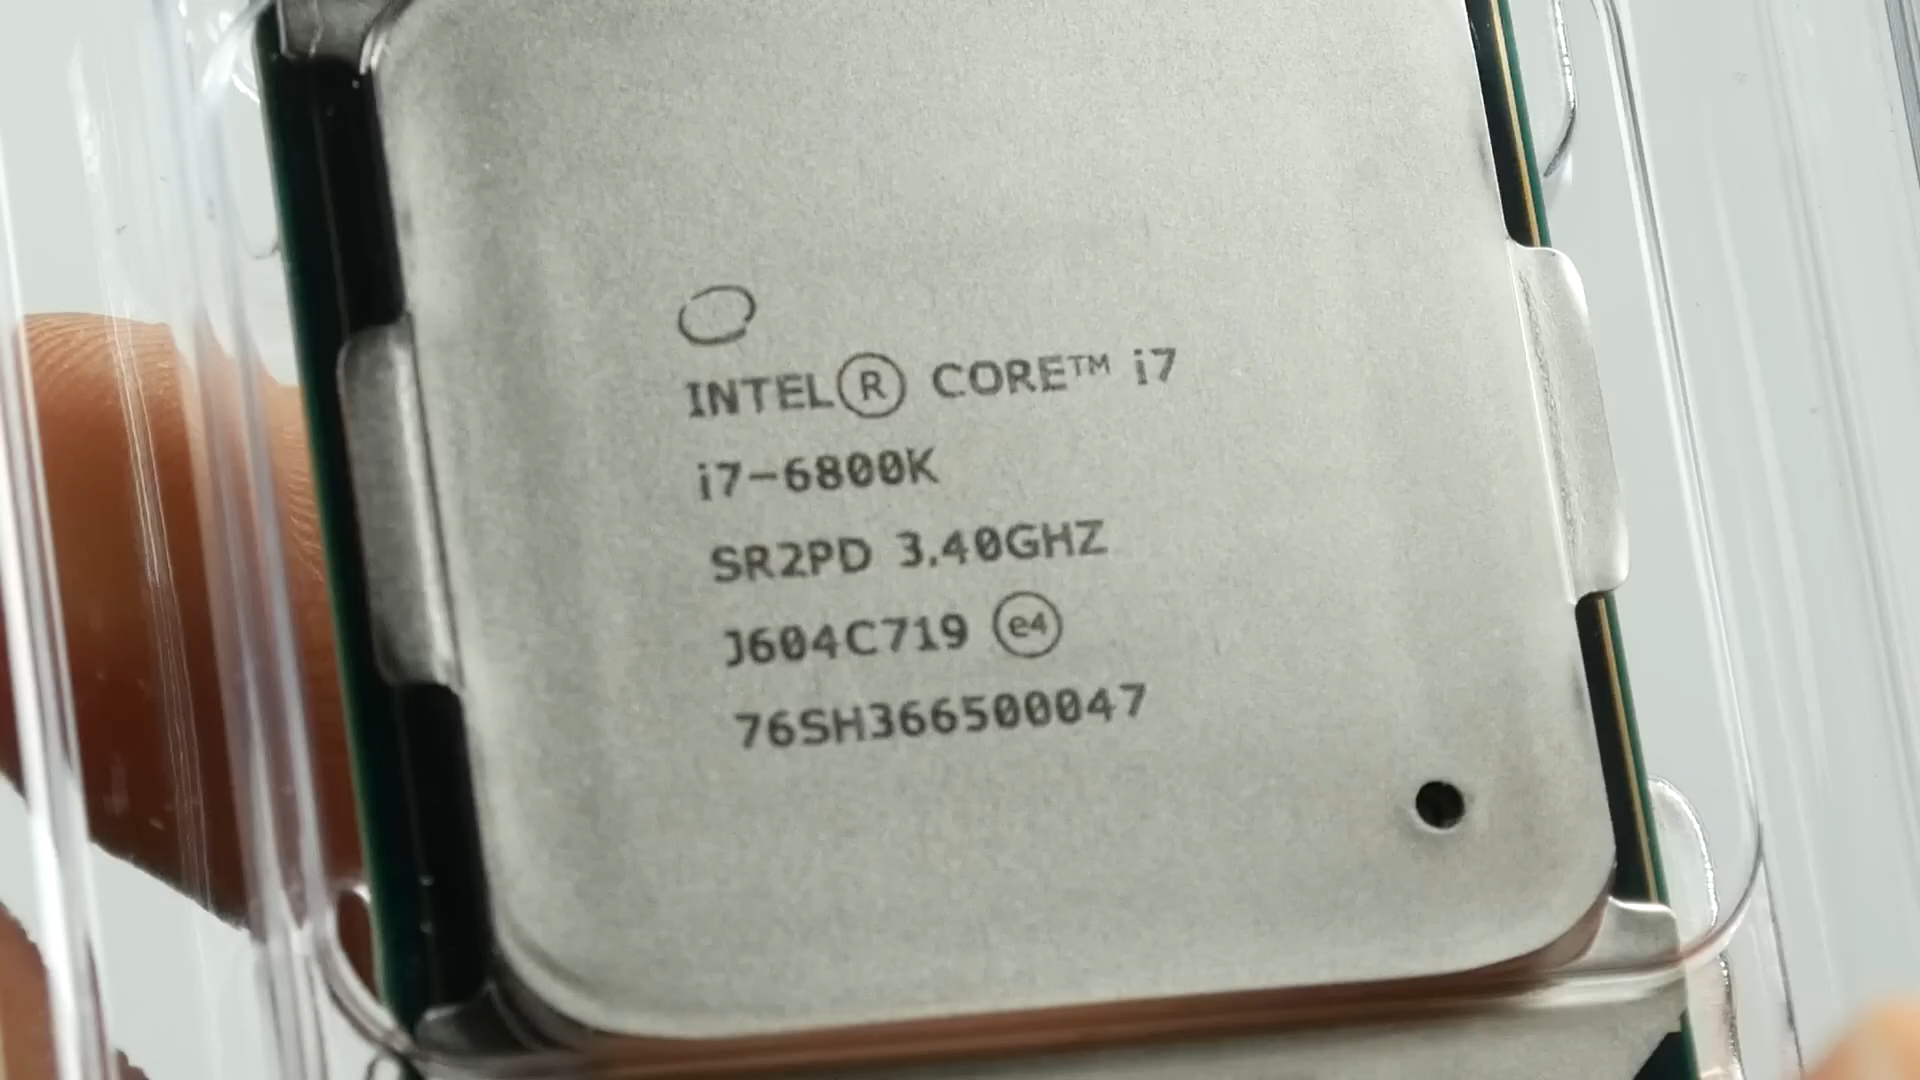 INTEL® CORE™ i7
i7-6800K
SR2PD 3.40GHZ
J604C719 e4
76SH366500047